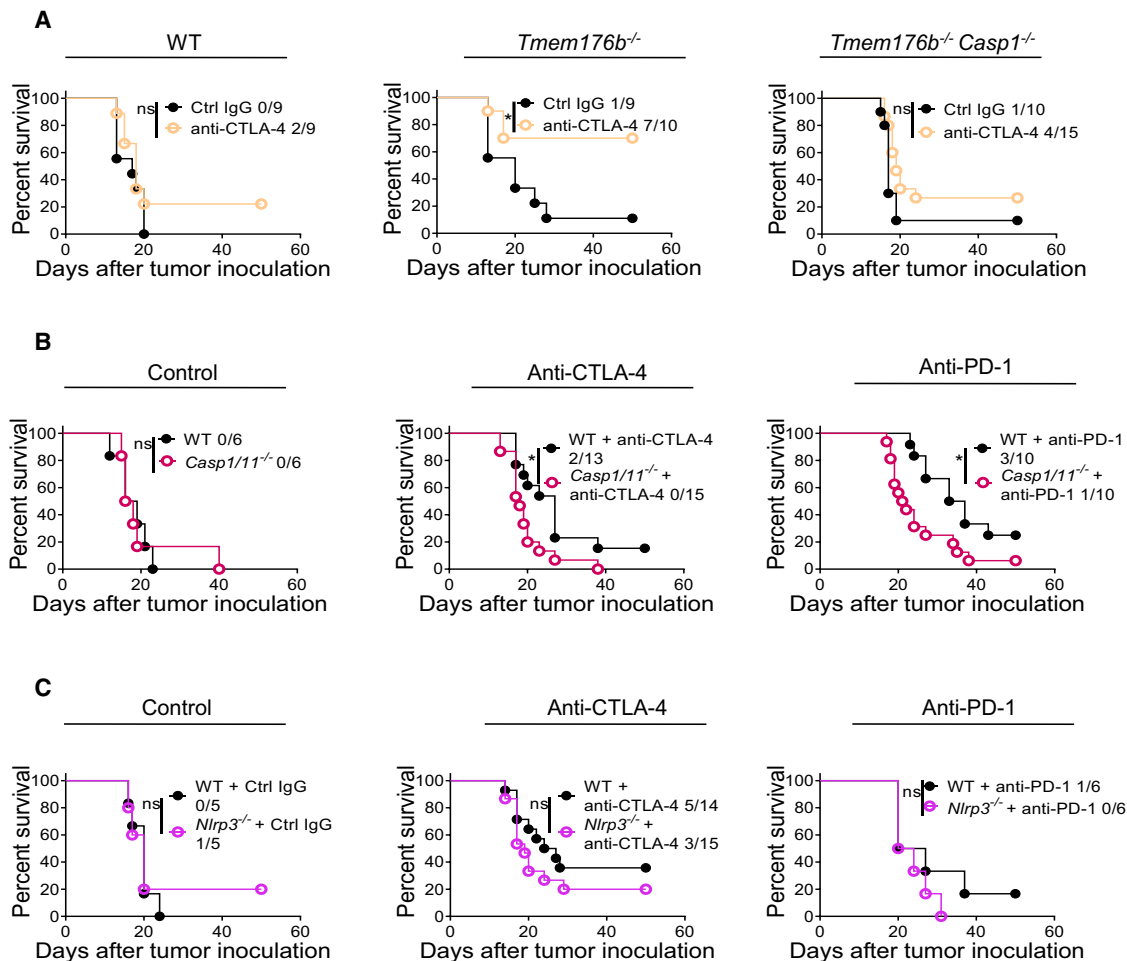 A
WT
Tmem176b-/-
Tmem176b-/- Casp1-/-
Percent survival
100
80
60
40
20
0
ns
Ctrl IgG 0/9
anti-CTLA-4 2/9
0 20 40 60
Days after tumor inoculation
Percent survival
100
80
60
40
20
0
*
Ctrl IgG 1/9
anti-CTLA-4 7/10
0 20 40 60
Days after tumor inoculation
Percent survival
100
80
60
40
20
0
ns
Ctrl IgG 1/10
anti-CTLA-4 4/15
0 20 40 60
Days after tumor inoculation
B
Control
Anti-CTLA-4
Anti-PD-1
Percent survival
100
80
60
40
20
0
ns
WT 0/6
Casp1/11-/- 0/6
0 20 40 60
Days after tumor inoculation
Percent survival
100
80
60
40
20
0
*
WT + anti-CTLA-4
2/13
Casp1/11-/- +
anti-CTLA-4 0/15
0 20 40 60
Days after tumor inoculation
Percent survival
100
80
60
40
20
0
*
WT + anti-PD-1
3/10
Casp1/11-/- +
anti-PD-1 1/10
0 20 40 60
Days after tumor inoculation
C
Control
Anti-CTLA-4
Anti-PD-1
Percent survival
100
80
60
40
20
0
ns
WT + Ctrl IgG
0/5
Nlrp3-/- + Ctrl IgG
1/5
0 20 40 60
Days after tumor inoculation
Percent survival
100
80
60
40
20
0
ns
WT +
anti-CTLA-4 5/14
Nlrp3-/- +
anti-CTLA-4 3/15
0 20 40 60
Days after tumor inoculation
Percent survival
100
80
60
40
20
0
ns
WT + anti-PD-1 1/6
Nlrp3-/- + anti-PD-1 0/6
0 20 40 60
Days after tumor inoculation